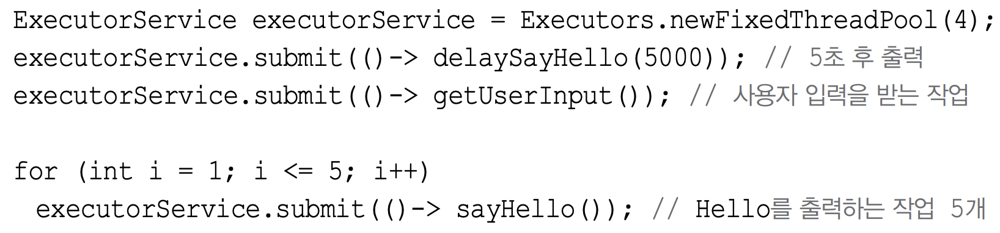 ExecutorService executorService = Executors.newFixedThreadPool(4);
executorService.submit(()-> delaySayHello(5000)); // 5초 후 출력
executorService.submit(()-> getUserInput()); // 사용자 입력을 받는 작업
for (int i = 1; i <= 5; i++)
executorService.submit(()-> sayHello()); // Hello를 출력하는 작업 5개